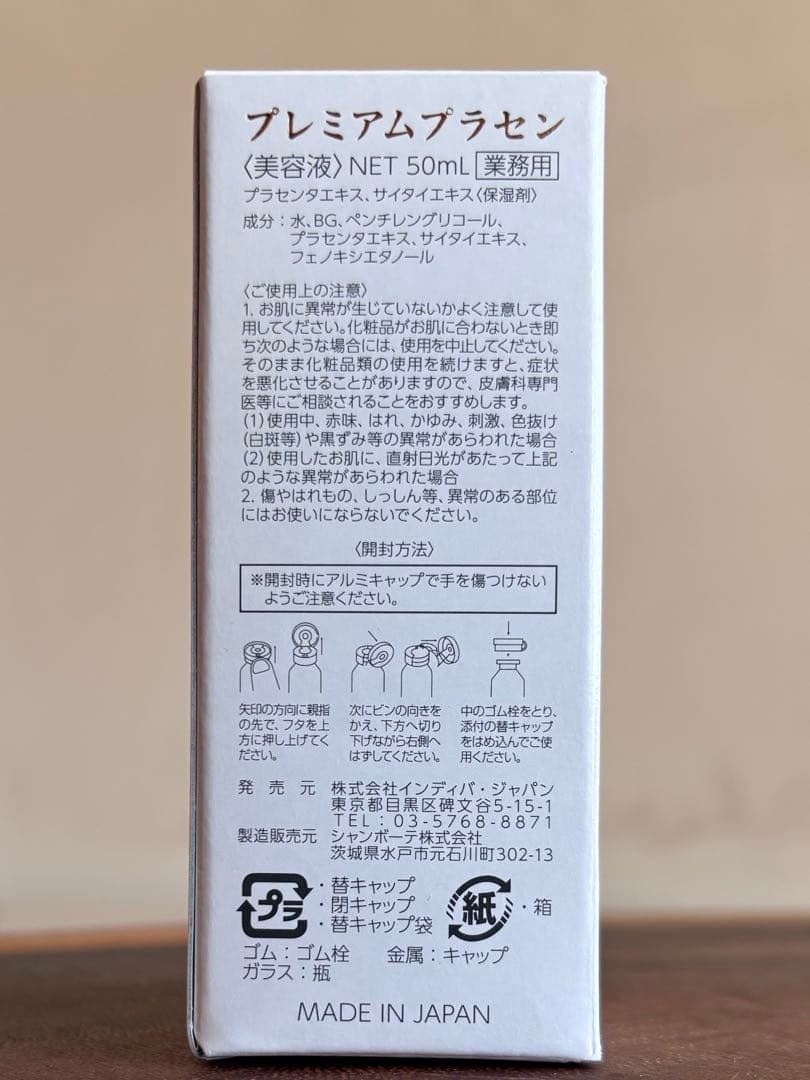 プレミアムプラセン
〈美容液〉NET 50mL 業務用
プラセンタエキス、サイタイエキス〈保湿剤〉
成分：水、BG、ペンチレングリコール、
プラセンタエキス、サイタイエキス、
フェノキシエタノール
〈ご使用上の注意〉
1. お肌に異常が生じていないかよく注意して使
用してください。化粧品がお肌に合わないとき即
ち次のような場合には、使用を中止してください。
そのまま化粧品類の使用を続けますと、症状
を悪化させることがありますので、皮膚科専門
医等にご相談されることをおすすめします。
(1)使用中、赤味、はれ、かゆみ、刺激、色抜け
(白斑等)や黒ずみ等の異常があらわれた場合
(2)使用したお肌に、直射日光があたって上記
のような異常があらわれた場合
2. 傷やはれもの、しっしん等、異常のある部位
にはお使いにならないでください。
〈開封方法〉
※開封時にアルミキャップで手を傷つけない
ようご注意ください。
矢印の方向に親指
の先で、フタを上
方に押し上げてく
ださい。
次にビンの向きを
かえ、下方へ切り
下げながら右側へ
はずしてください。
中のゴム栓をとり、
添付の替キャップ
をはめ込んでご使
用ください。
発売元 株式会社インディバ・ジャパン
東京都目黒区碑文谷5-15-1
TEL：03-5768-8871
製造販売元 シャンボーテ株式会社
茨城県水戸市元石川町302-13
プラ
・替キャップ
・閉キャップ
・替キャップ袋
紙 ・箱
ゴム：ゴム栓 金属：キャップ
ガラス：瓶
MADE IN JAPAN